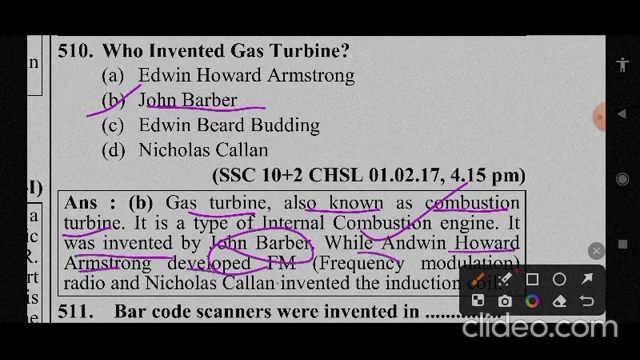 510. Who Invented Gas Turbine?
n
(a) Edwin Howard Armstrong
(b) John Barber
(c) Edwin Beard Budding
(d) Nicholas Callan
(SSC 10+2 CHSL 01.02.17, 4.15 pm)
I)
Ans : (b) Gas turbine, also known as combustion
a
turbine. It is a type of Internal Combustion engine. It
ic
was invented by John Barber. While Andwin Howard
R.
Armstrong developed FM (Frequency modulation)
rt
radio and Nicholas Callan invented the induction
is
511. Bar code scanners were invented in ..............
e
clideo.com